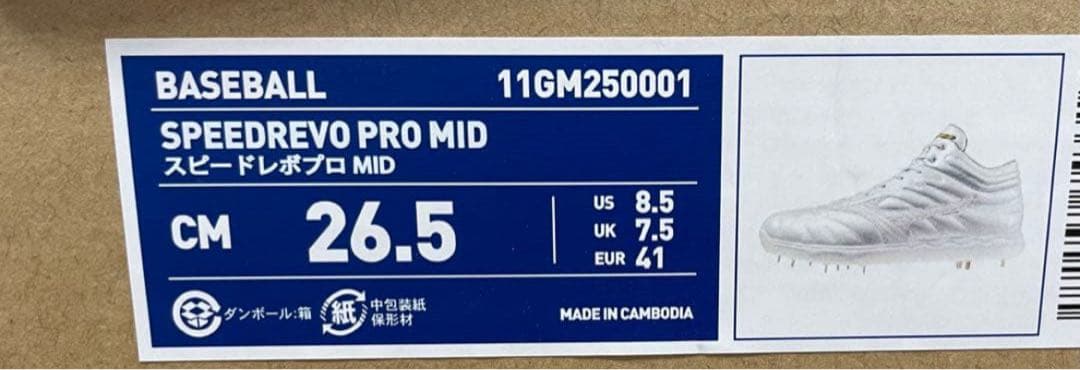 BASEBALL 11GM250001
SPEEDREVO PRO MID
スピードレボプロ MID
CM 26.5
US 8.5
UK 7.5
EUR 41
ダンボール:箱
紙 中包装紙
保形材
MADE IN CAMBODIA